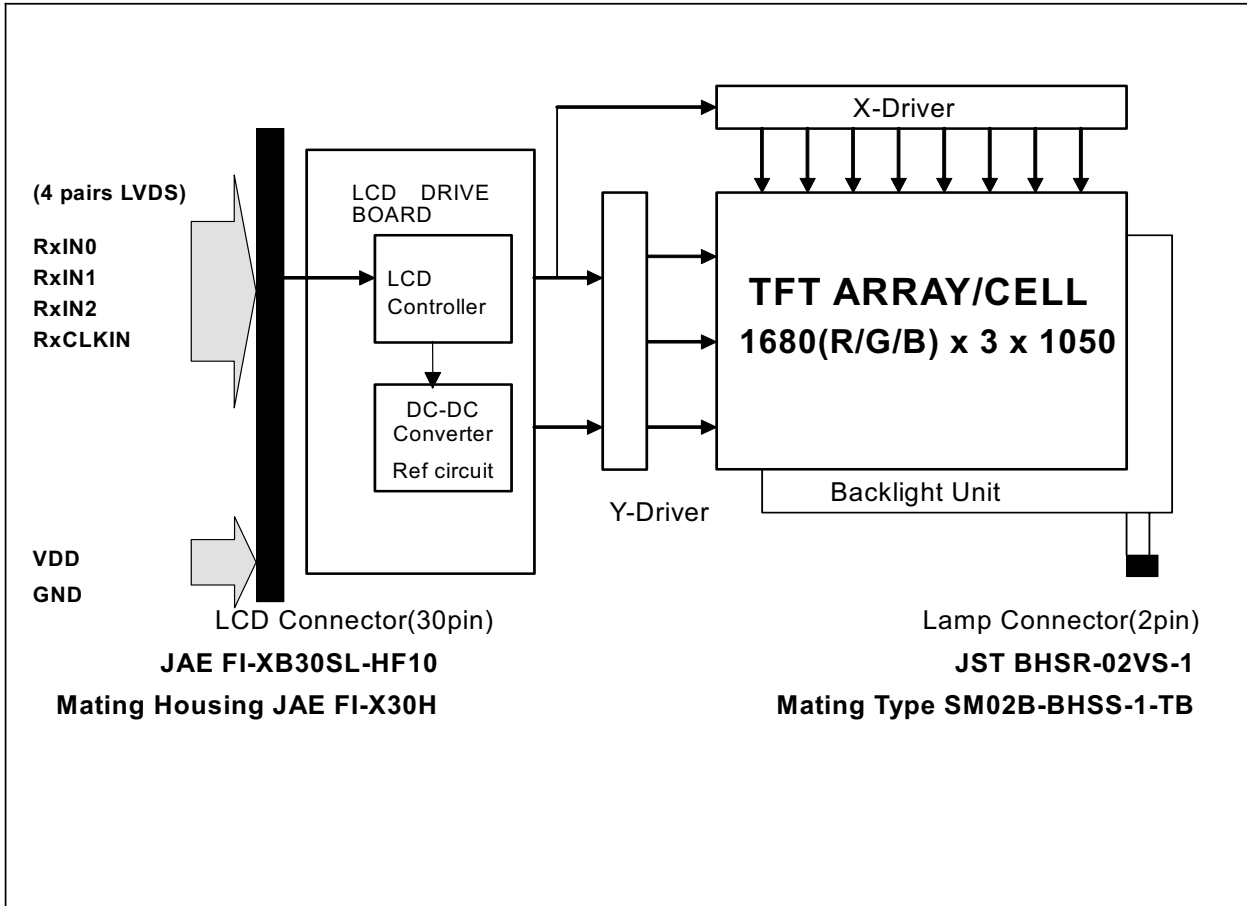 X-Driver
(4 pairs LVDS)
RxIN0
RxIN1
RxIN2
RxCLKIN
LCD DRIVE
BOARD
LCD
Controller
DC-DC
Converter
Ref circuit
TFT ARRAY/CELL
1680(R/G/B) x 3 x 1050
Backlight Unit
Y-Driver
VDD
GND
LCD Connector(30pin)
JAE FI-XB30SL-HF10
Mating Housing JAE FI-X30H
Lamp Connector(2pin)
JST BHSR-02VS-1
Mating Type SM02B-BHSS-1-TB